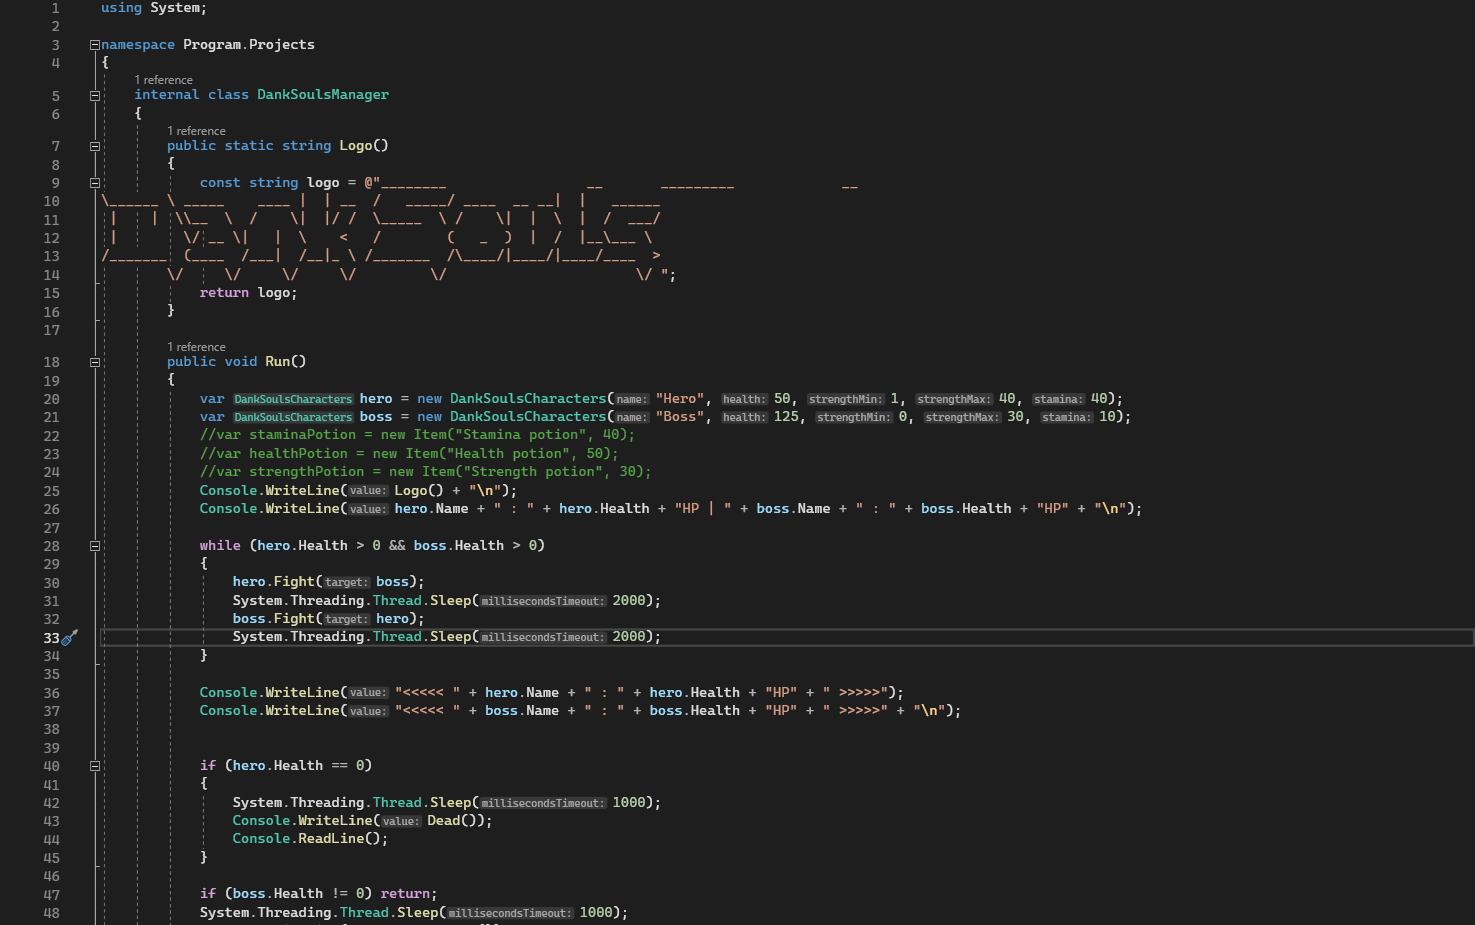 1 using System;
2
3 namespace Program.Projects
4 {
1 reference
5 internal class DankSoulsManager
6 {
1 reference
7 public static string Logo()
8 {
9 const string logo = @"________                 __       _________             __
10 \______ \ _____    ____ |  | __  /   _____/ ____  __ __|  |   ______
11  |    |  \\__  \  /    \|  |/ /  \_____  \ /    \|  |  \  |  /  ___/
12  |        \/ __ \|   |  \    <   /        (   _  )  |  /  |__\___ \
13 /_______  (____  /___|  /__|_ \ /_______  /\____/|____/|____/____  >
14         \/     \/     \/     \/         \/                       \/ ";
15 return logo;
16 }
17
1 reference
18 public void Run()
19 {
20 var DankSoulsCharacters hero = new DankSoulsCharacters(name: "Hero", health: 50, strengthMin: 1, strengthMax: 40, stamina: 40);
21 var DankSoulsCharacters boss = new DankSoulsCharacters(name: "Boss", health: 125, strengthMin: 0, strengthMax: 30, stamina: 10);
22 //var staminaPotion = new Item("Stamina potion", 40);
23 //var healthPotion = new Item("Health potion", 50);
24 //var strengthPotion = new Item("Strength potion", 30);
25 Console.WriteLine(value: Logo() + "\n");
26 Console.WriteLine(value: hero.Name + " : " + hero.Health + "HP | " + boss.Name + " : " + boss.Health + "HP" + "\n");
27
28 while (hero.Health > 0 && boss.Health > 0)
29 {
30 hero.Fight(target: boss);
31 System.Threading.Thread.Sleep(millisecondsTimeout: 2000);
32 boss.Fight(target: hero);
33 System.Threading.Thread.Sleep(millisecondsTimeout: 2000);
34 }
35
36 Console.WriteLine(value: "<<<<< " + hero.Name + " : " + hero.Health + "HP" + " >>>>>");
37 Console.WriteLine(value: "<<<<< " + boss.Name + " : " + boss.Health + "HP" + " >>>>>" + "\n");
38
39
40 if (hero.Health == 0)
41 {
42 System.Threading.Thread.Sleep(millisecondsTimeout: 1000);
43 Console.WriteLine(value: Dead());
44 Console.ReadLine();
45 }
46
47 if (boss.Health != 0) return;
48 System.Threading.Thread.Sleep(millisecondsTimeout: 1000);